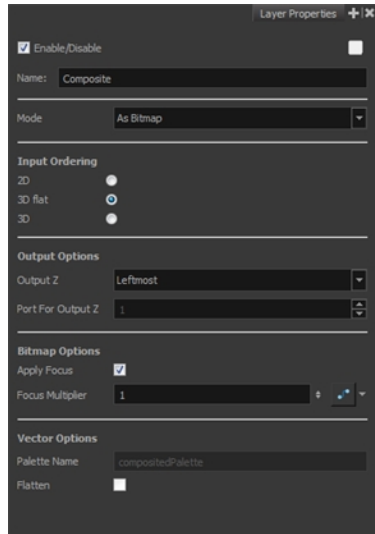 Layer Properties
Enable/Disable
Name: Composite
Mode As Bitmap
Input Ordering
2D
3D flat
3D
Output Options
Output Z Leftmost
Port For Output Z 1
Bitmap Options
Apply Focus
Focus Multiplier 1
Vector Options
Palette Name compositedPalette
Flatten